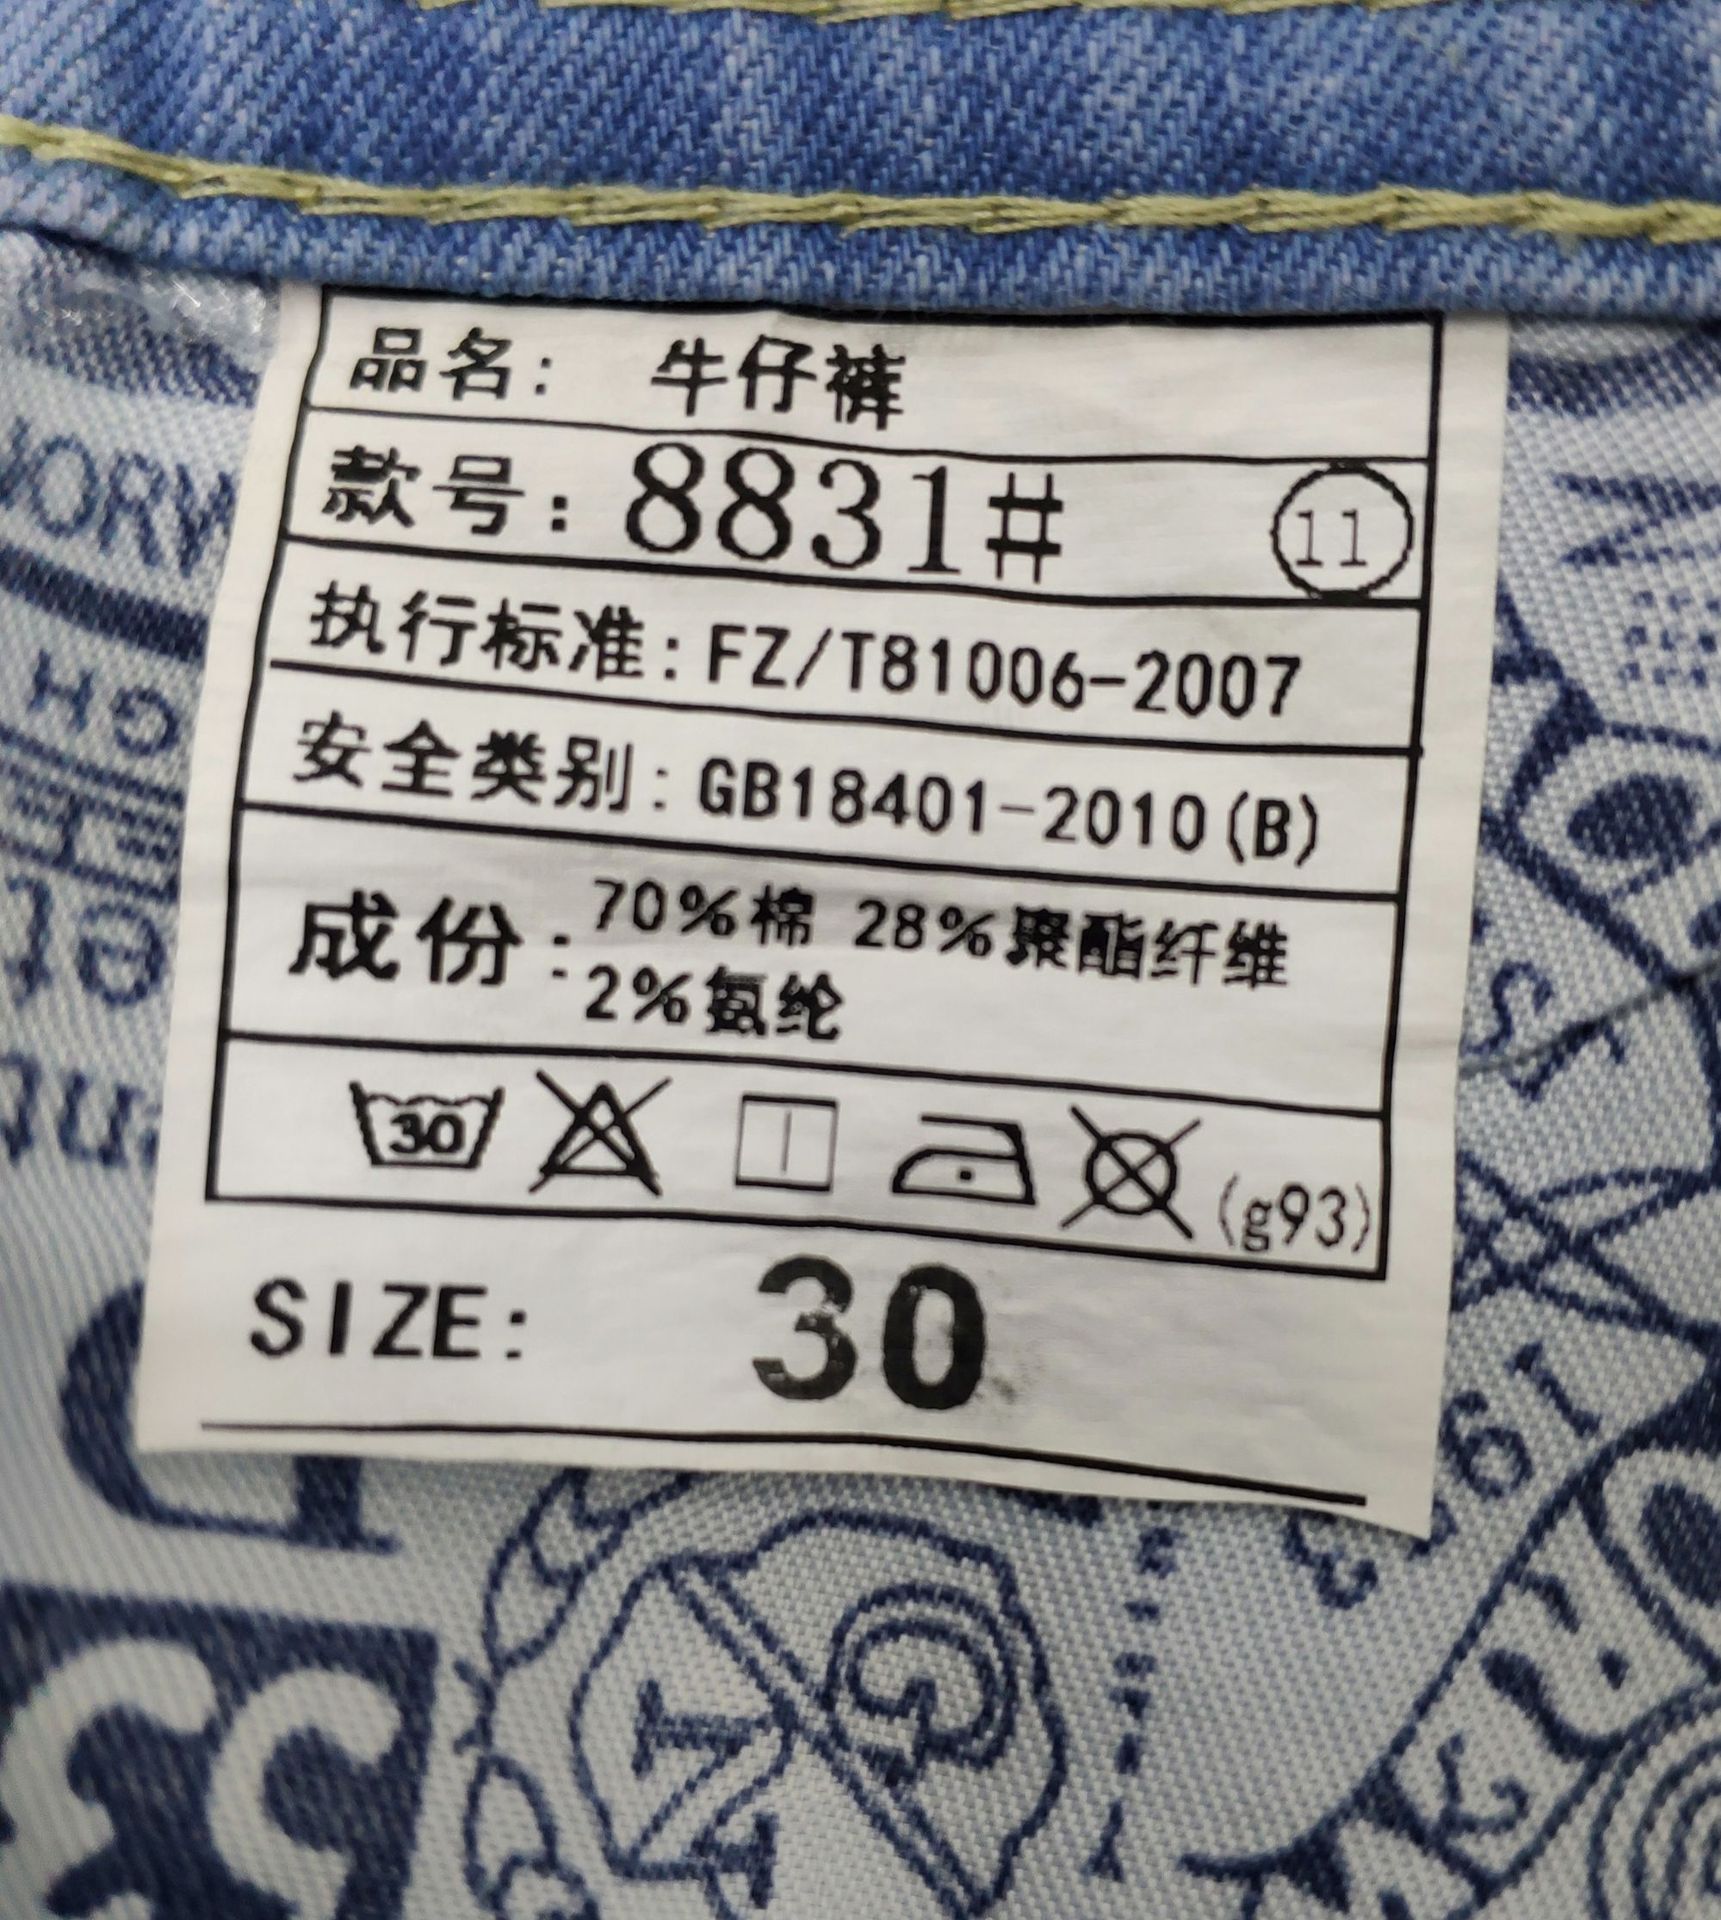 品名: 牛仔裤
款号: 8831# 11
执行标准: FZ/T81006-2007
安全类别: GB18401-2010(B)
成份: 70%棉 28%聚酯纤维
2%氨纶
30 (g93)
SIZE: 30